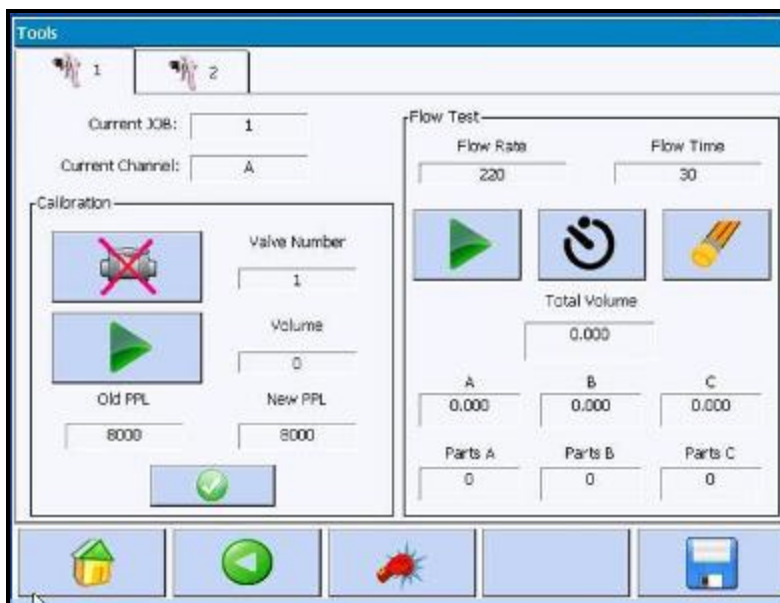 Tools
1 2
Current JOB: 1
Current Channel: A
Calibration
Valve Number
1
Volume
0
Old PPL New PPL
8000 8000
Flow Test
Flow Rate Flow Time
220 30
Total Volume
0.000
A B C
0.000 0.000 0.000
Parts A Parts B Parts C
0 0 0